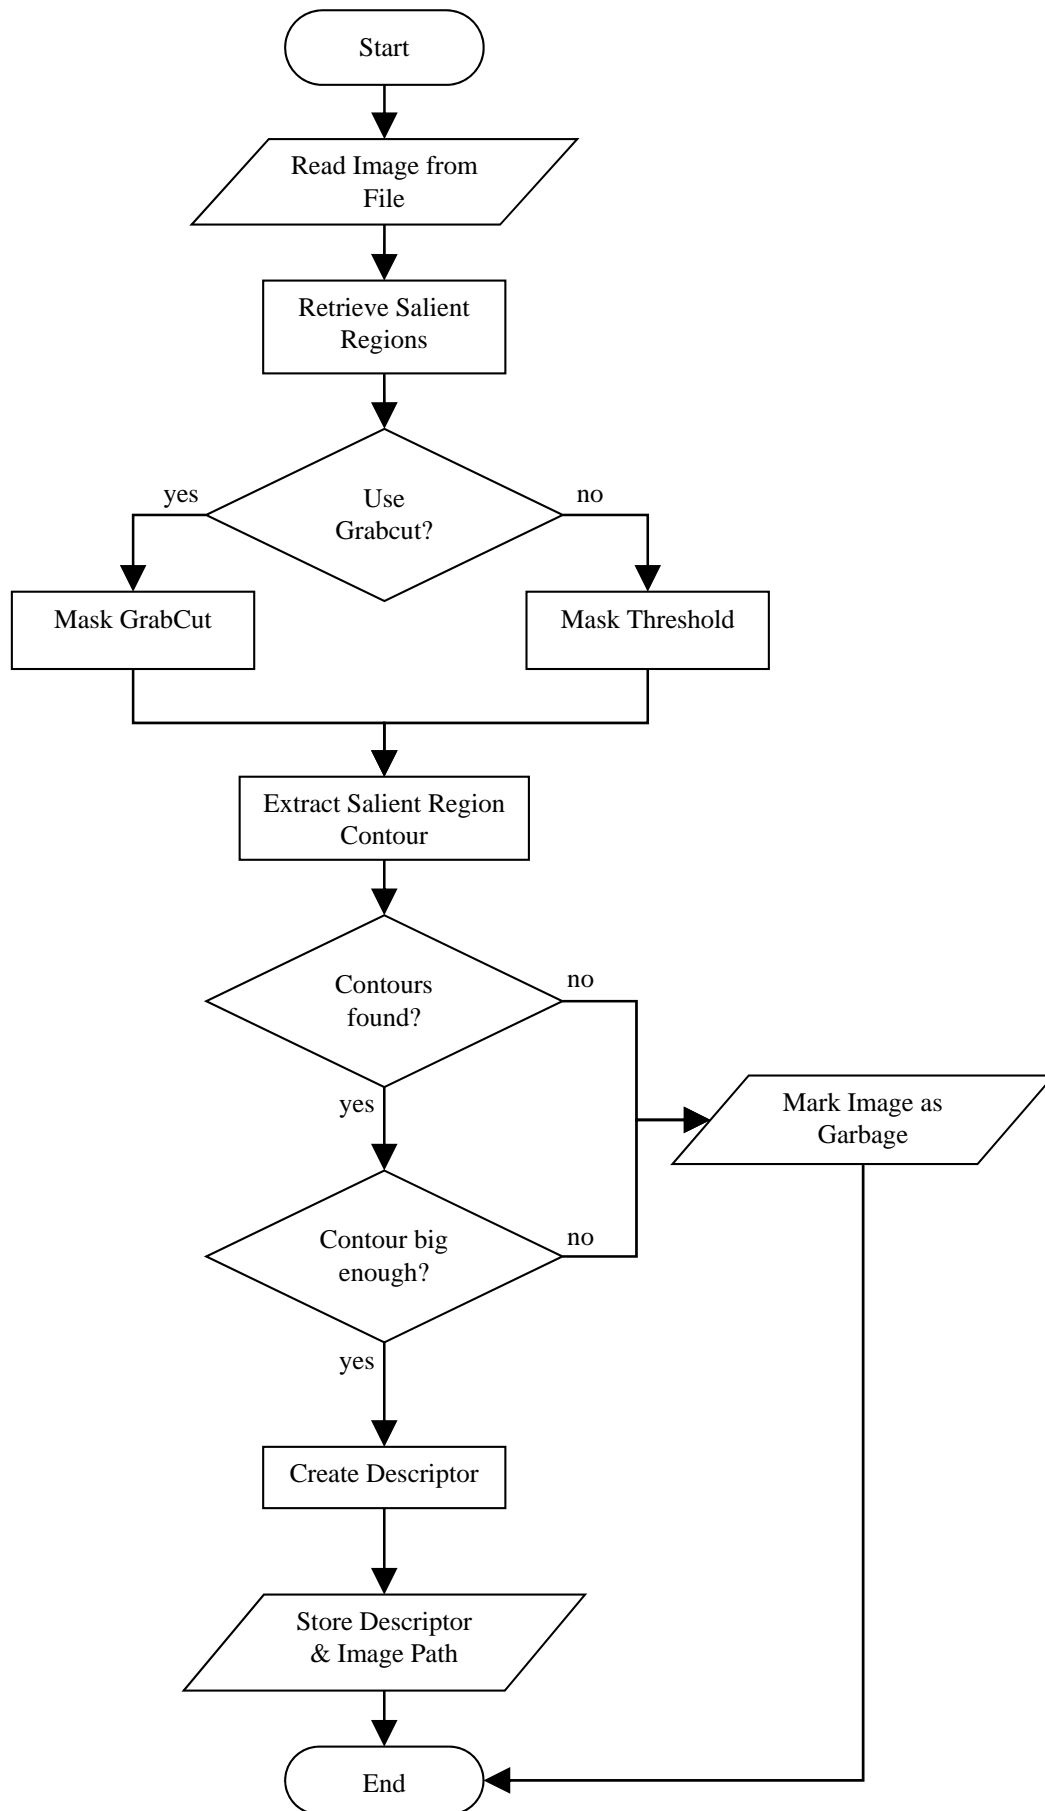 Start
Read Image from
File
Retrieve Salient
Regions
Use
Grabcut?
yes
no
Mask GrabCut
Mask Threshold
Extract Salient Region
Contour
Contours
found?
no
yes
Mark Image as
Garbage
Contour big
enough?
no
yes
Create Descriptor
Store Descriptor
& Image Path
End